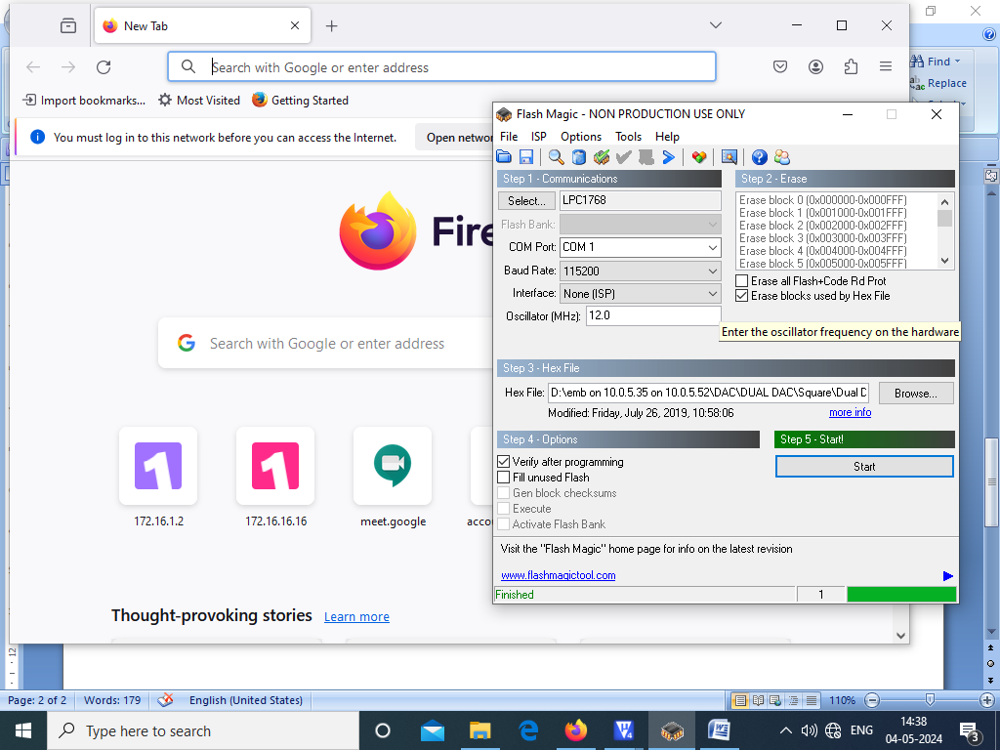 New Tab
Search with Google or enter address
Import bookmarks...
Most Visited
Getting Started
You must log in to this network before you can access the Internet.
Open networ
Fire
Search with Google or enter address
172.16.1.2
172.16.16.16
meet.google
acco
Thought-provoking stories
Learn more
Find
Replace
Flash Magic - NON PRODUCTION USE ONLY
File ISP Options Tools Help
Step 1 - Communications
Select... LPC1768
Flash Bank:
COM Port: COM 1
Baud Rate: 115200
Interface: None (ISP)
Oscillator (MHz): 12.0
Step 2 - Erase
Erase block 0 (0x000000-0x000FFF)
Erase block 1 (0x001000-0x001FFF)
Erase block 2 (0x002000-0x002FFF)
Erase block 3 (0x003000-0x003FFF)
Erase block 4 (0x004000-0x004FFF)
Erase block 5 (0x005000-0x005FFF)
Erase all Flash+Code Rd Prot
Erase blocks used by Hex File
Enter the oscillator frequency on the hardware
Step 3 - Hex File
Hex File: D:\emb on 10.0.5.35 on 10.0.5.52\DAC\DUAL DAC\Square\Dual D
Browse...
Modified: Friday, July 26, 2019, 10:58:06
more info
Step 4 - Options
Verify after programming
Fill unused Flash
Gen block checksums
Execute
Activate Flash Bank
Step 5 - Start!
Start
Visit the "Flash Magic" home page for info on the latest revision
www.flashmagictool.com
Finished
1
Page: 2 of 2
Words: 179
English (United States)
110%
Type here to search
ENG
14:38
04-05-2024
3